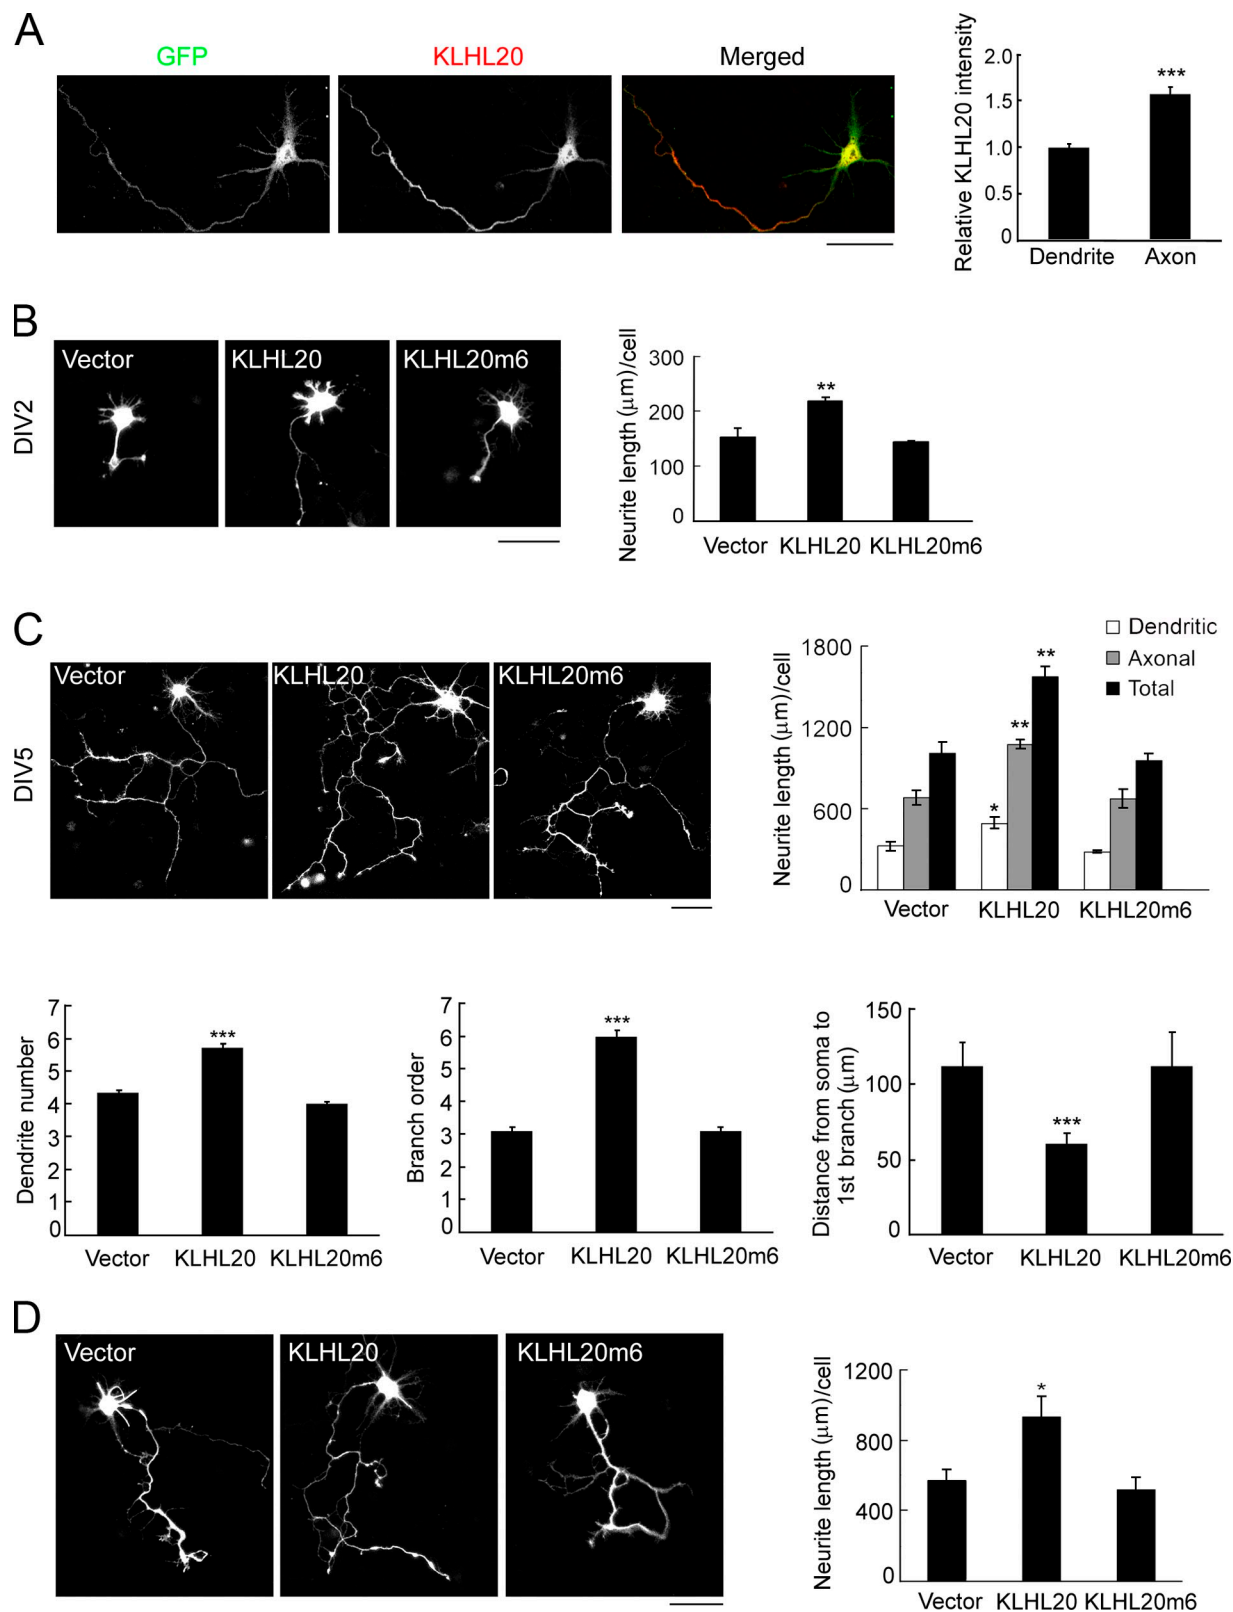 A
GFP
KLHL20
Merged
Relative KLHL20 intensity
2.0
1.5
1.0
0.5
0
***
Dendrite
Axon
B
DIV2
Vector
KLHL20
KLHL20m6
Neurite length (μm)/cell
300
200
100
0
**
Vector
KLHL20
KLHL20m6
C
DIV5
Vector
KLHL20
KLHL20m6
Neurite length (μm)/cell
1800
1200
600
0
Dendritic
Axonal
Total
*
**
**
Vector
KLHL20
KLHL20m6
Dendrite number
7
6
5
4
3
2
1
0
***
Vector
KLHL20
KLHL20m6
Branch order
7
6
5
4
3
2
1
0
***
Vector
KLHL20
KLHL20m6
Distance from soma to
1st branch (μm)
150
100
50
0
***
Vector
KLHL20
KLHL20m6
D
Vector
KLHL20
KLHL20m6
Neurite length (μm)/cell
1200
800
400
0
*
Vector
KLHL20
KLHL20m6